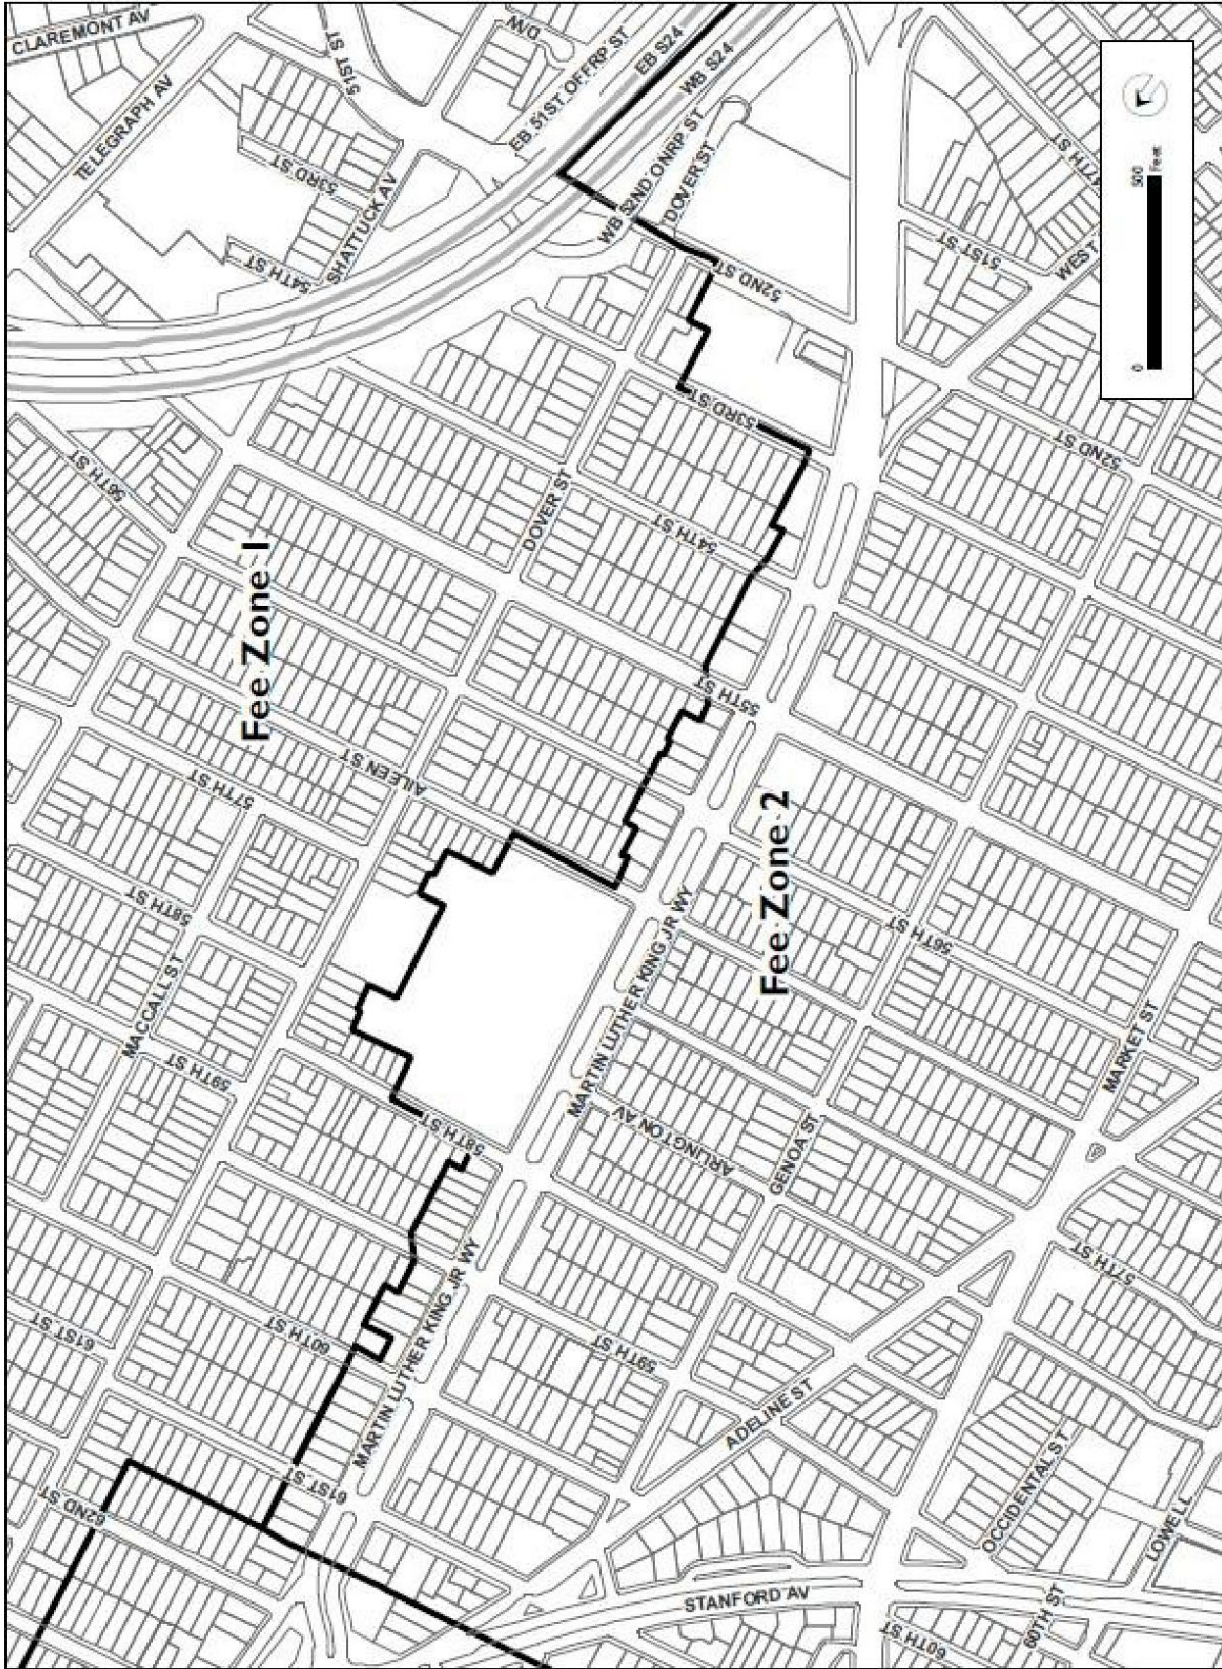 CLAREMONT AV
TELEGRAPH AV
51ST ST
D/W
EB 51ST OFFRP ST
EB S24
WB S24
53RD ST
SHATTUCK AV
54TH ST
WB 52ND ONRP ST
DOVER ST
52ND ST
47TH ST
51ST ST
WEST
0
500
Feet
56TH ST
Fee Zone 1
DOVER ST
54TH ST
53RD ST
52ND ST
57TH ST
AILEEN ST
55TH ST
Fee Zone 2
58TH ST
MACCALL ST
59TH ST
58TH ST
MARTIN LUTHER KING JR WY
56TH ST
MARKET ST
ARLINGTON AV
GENOA ST
57TH ST
61ST ST
60TH ST
MARTIN LUTHER KING JR WY
59TH ST
ADELINE ST
62ND ST
61ST ST
OCCIDENTAL ST
LOWELL
STANFORD AV
60TH ST
60TH ST